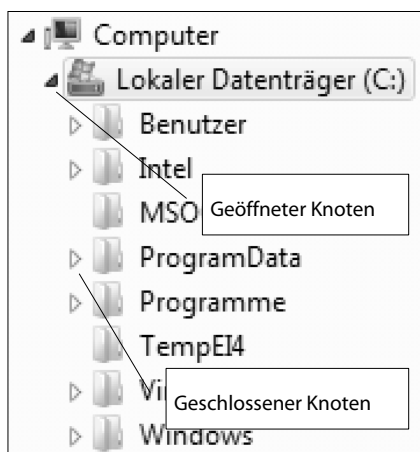 Computer
Lokaler Datenträger (C:)
Benutzer
Intel
Geöffneter Knoten
ProgramData
Programme
TempEI4
Geschlossener Knoten
Windows